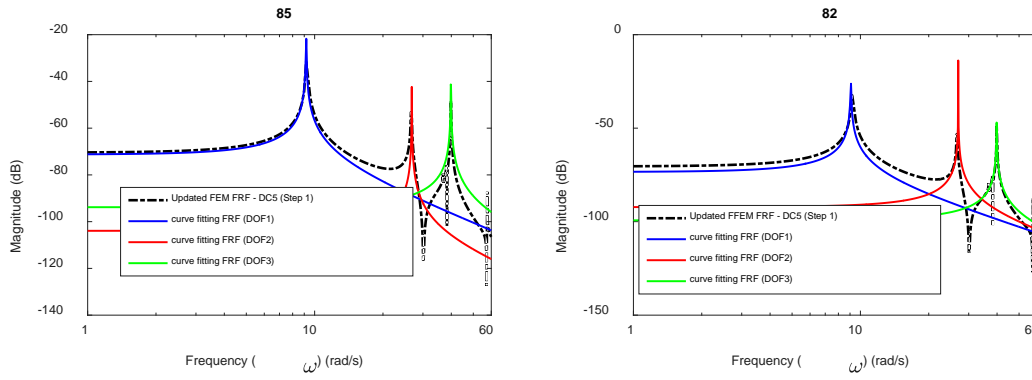 85
-20
-40
-60
-80
-100
-120
-140
Magnitude (dB)
Updated FEM FRF - DC5 (Step 1)
curve fitting FRF (DOF1)
curve fitting FRF (DOF2)
curve fitting FRF (DOF3)
1
10
60
Frequency ( ω) (rad/s)
82
0
-50
-100
-150
Magnitude (dB)
Updated FFEM FRF - DC5 (Step 1)
curve fitting FRF (DOF1)
curve fitting FRF (DOF2)
curve fitting FRF (DOF3)
1
10
60
Frequency ( ω) (rad/s)